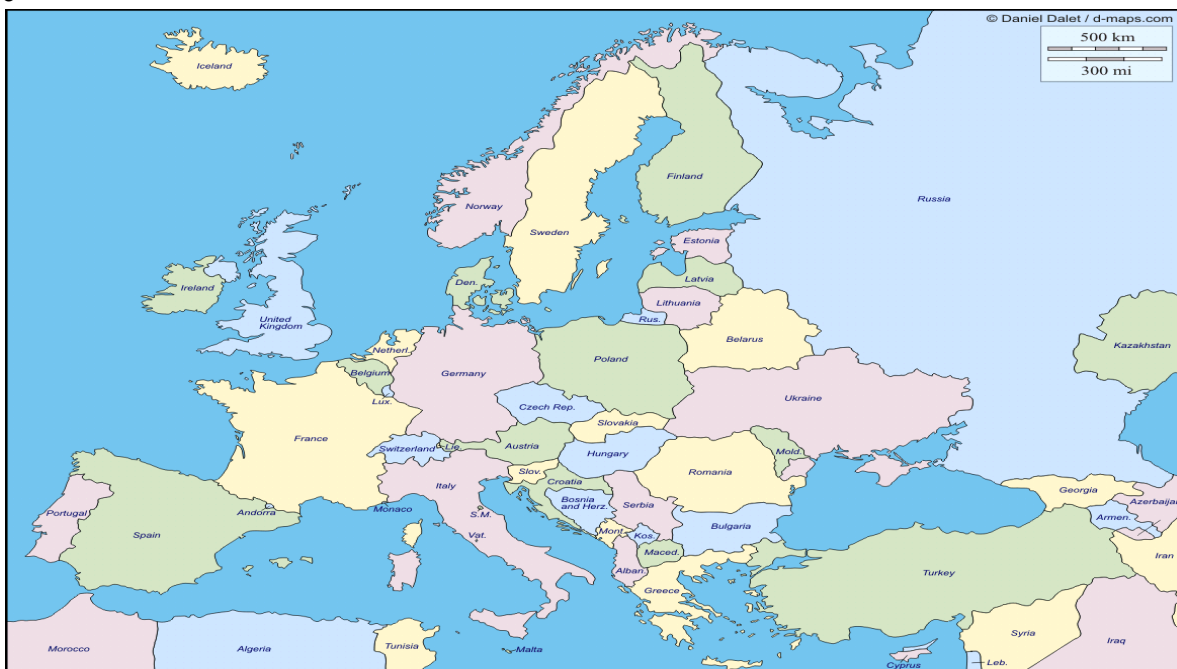 © Daniel Dalet / d-maps.com
500 km
300 mi
Iceland
Norway
Sweden
Finland
Russia
Estonia
Latvia
Lithuania
Rus.
Den.
Ireland
United
Kingdom
Netherl.
Belgium
Lux.
Germany
Poland
Belarus
Kazakhstan
Ukraine
Czech Rep.
Slovakia
France
Switzerland
Lie.
Austria
Hungary
Mold.
Romania
Slov.
Croatia
Italy
Bosnia
and Herz.
Serbia
Monaco
S.M.
Vat.
Andorra
Portugal
Spain
Mont.
Kos.
Bulgaria
Maced.
Alban.
Greece
Georgia
Azerbaijan
Armen.
Iran
Turkey
Syria
Iraq
Leb.
Cyprus
Malta
Tunisia
Algeria
Morocco